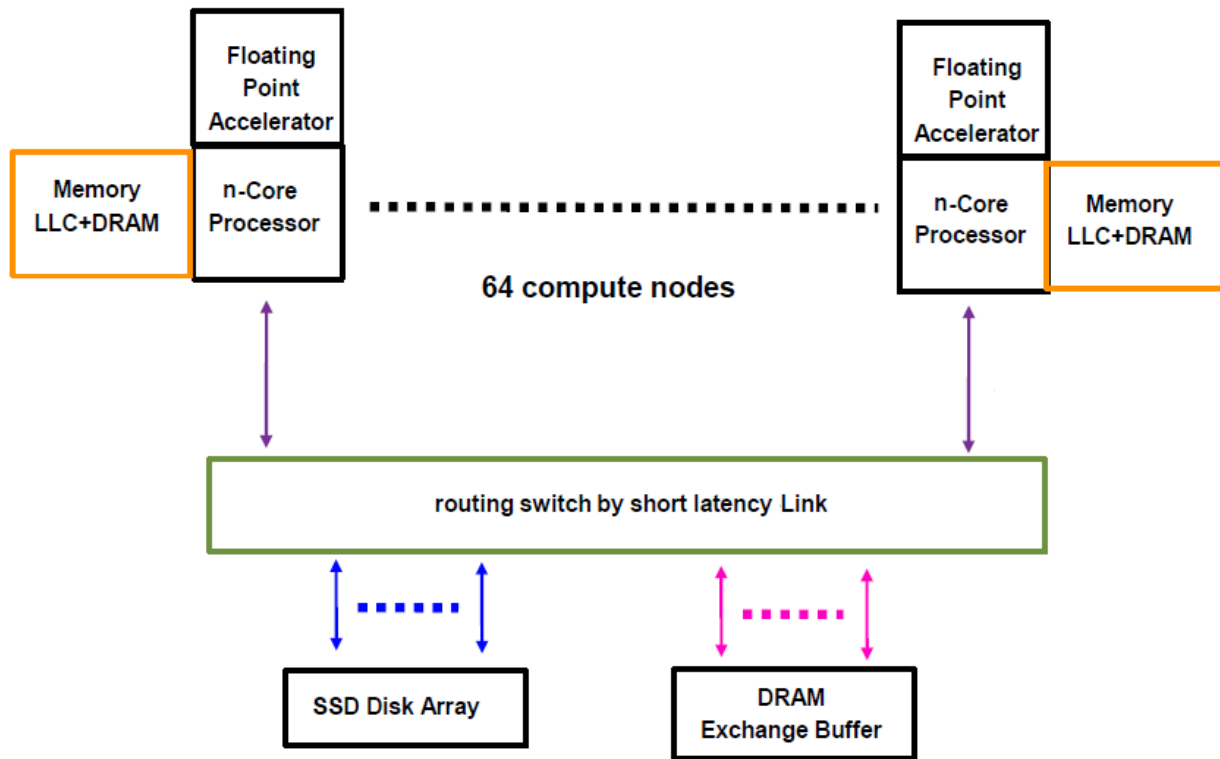 Floating
Point
Accelerator
Floating
Point
Accelerator
Memory
LLC+DRAM
n-Core
Processor
n-Core
Processor
Memory
LLC+DRAM
64 compute nodes
routing switch by short latency Link
SSD Disk Array
DRAM
Exchange Buffer